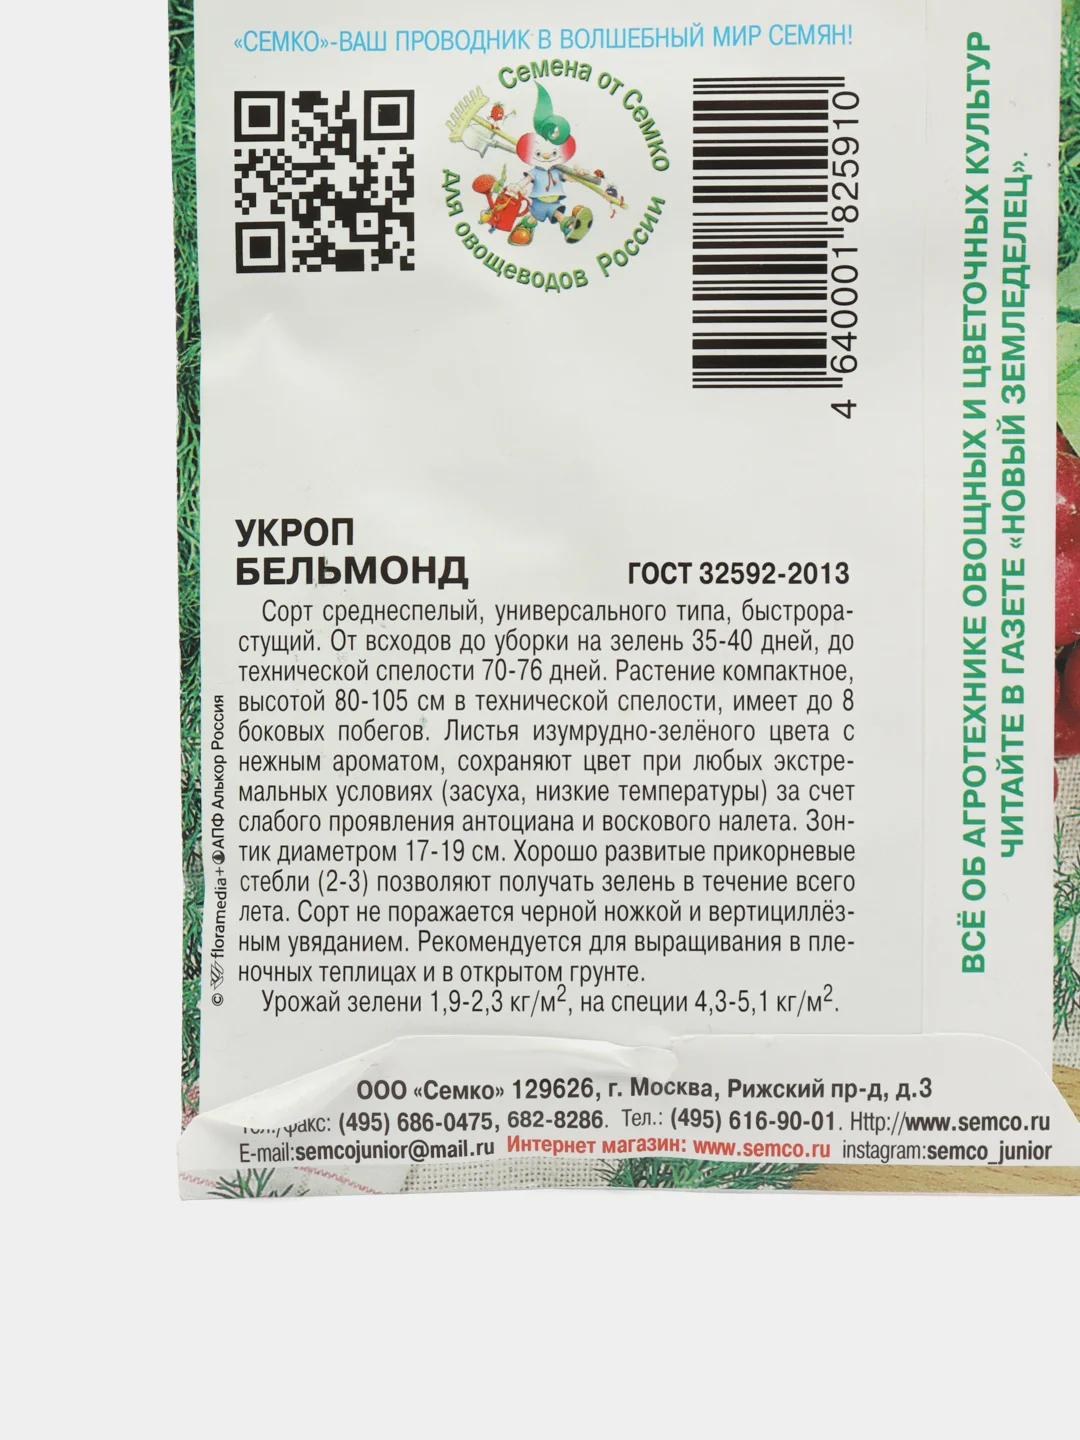 «СЕМКО»-ВАШ ПРОВОДНИК В ВОЛШЕБНЫЙ МИР СЕМЯН!
Семена от Семко
для овощеводов России
4 640001 825910
УКРОП
БЕЛЬМОНД
ГОСТ 32592-2013
Сорт среднеспелый, универсального типа, быстрора-
стущий. От всходов до уборки на зелень 35-40 дней, до
технической спелости 70-76 дней. Растение компактное,
высотой 80-105 см в технической спелости, имеет до 8
боковых побегов. Листья изумрудно-зелёного цвета с
нежным ароматом, сохраняют цвет при любых экстре-
мальных условиях (засуха, низкие температуры) за счет
слабого проявления антоциана и воскового налета. Зон-
тик диаметром 17-19 см. Хорошо развитые прикорневые
стебли (2-3) позволяют получать зелень в течение всего
лета. Сорт не поражается черной ножкой и вертициллёз-
ным увяданием. Рекомендуется для выращивания в пле-
ночных теплицах и в открытом грунте.
Урожай зелени 1,9-2,3 кг/м², на специи 4,3-5,1 кг/м².
© floramedia+ АПФ Алькор Россия
ВСЁ ОБ АГРОТЕХНИКЕ ОВОЩНЫХ И ЦВЕТОЧНЫХ КУЛЬТУР
ЧИТАЙТЕ В ГАЗЕТЕ «НОВЫЙ ЗЕМЛЕДЕЛЕЦ».
ООО «Семко» 129626, г. Москва, Рижский пр-д, д.3
Тел./факс: (495) 686-0475, 682-8286. Тел.: (495) 616-90-01. Http://www.semco.ru
E-mail:semcojunior@mail.ru Интернет магазин: www.semco.ru instagram:semco_junior